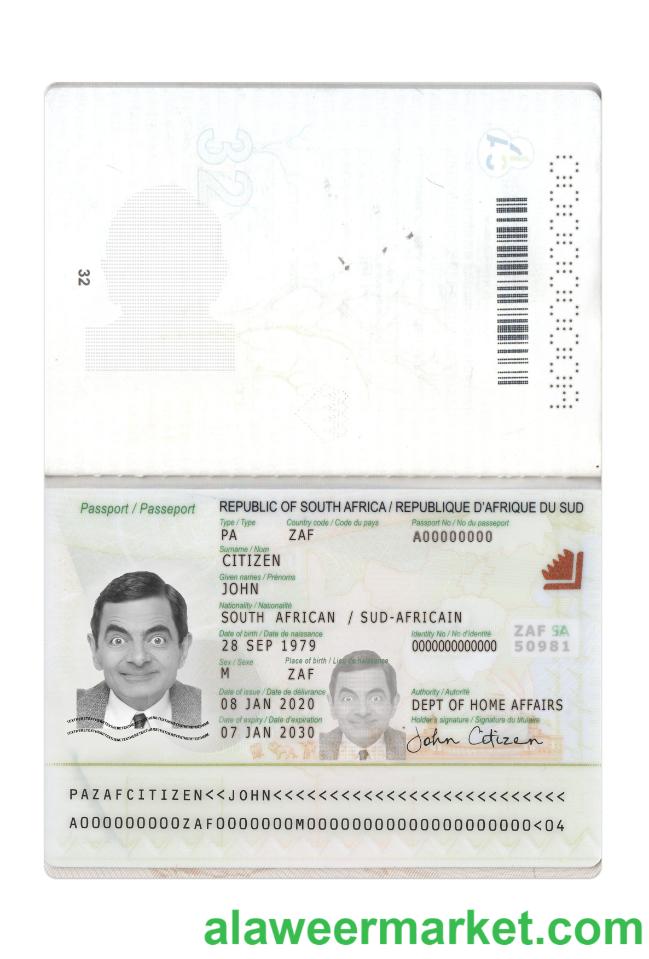 32
32
A00000000
Passport / Passeport
REPUBLIC OF SOUTH AFRICA / REPUBLIQUE D'AFRIQUE DU SUD
Type / Type Country code / Code du pays Passport No / No du passeport
PA ZAF A00000000
Surname / Nom
CITIZEN
Given names / Prénoms
JOHN
Nationality / Nationalité
SOUTH AFRICAN / SUD-AFRICAIN
Date of birth / Date de naissance Identity No / No d'identité
28 SEP 1979 0000000000000
ZAF SA
50981
Sex / Sexe Place of birth / Lieu de naissance
M ZAF
Date of issue / Date de délivrance Authority / Autorité
08 JAN 2020 DEPT OF HOME AFFAIRS
Date of expiry / Date d'expiration Holder's signature / Signature du titulaire
07 JAN 2030 John Citizen
PAZAFCITIZEN<<JOHN<<<<<<<<<<<<<<<<<<<<<<<<<<
A000000000ZAF0000000M00000000000000000000<04
alaweermarket.com